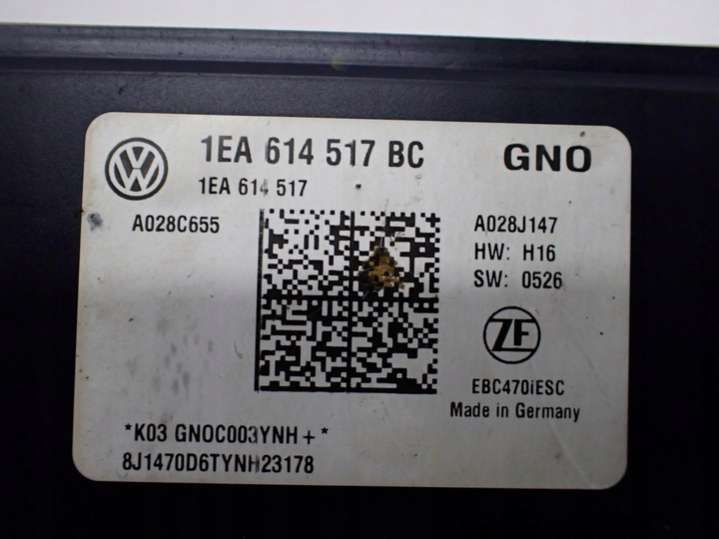 1EA 614 517 BC GNO
1EA 614 517
A028C655
A028J147
HW: H16
SW: 0526
ZF
EBC470iESC
Made in Germany
*K03 GNOC003YNH+*
8J1470D6TYNH23178